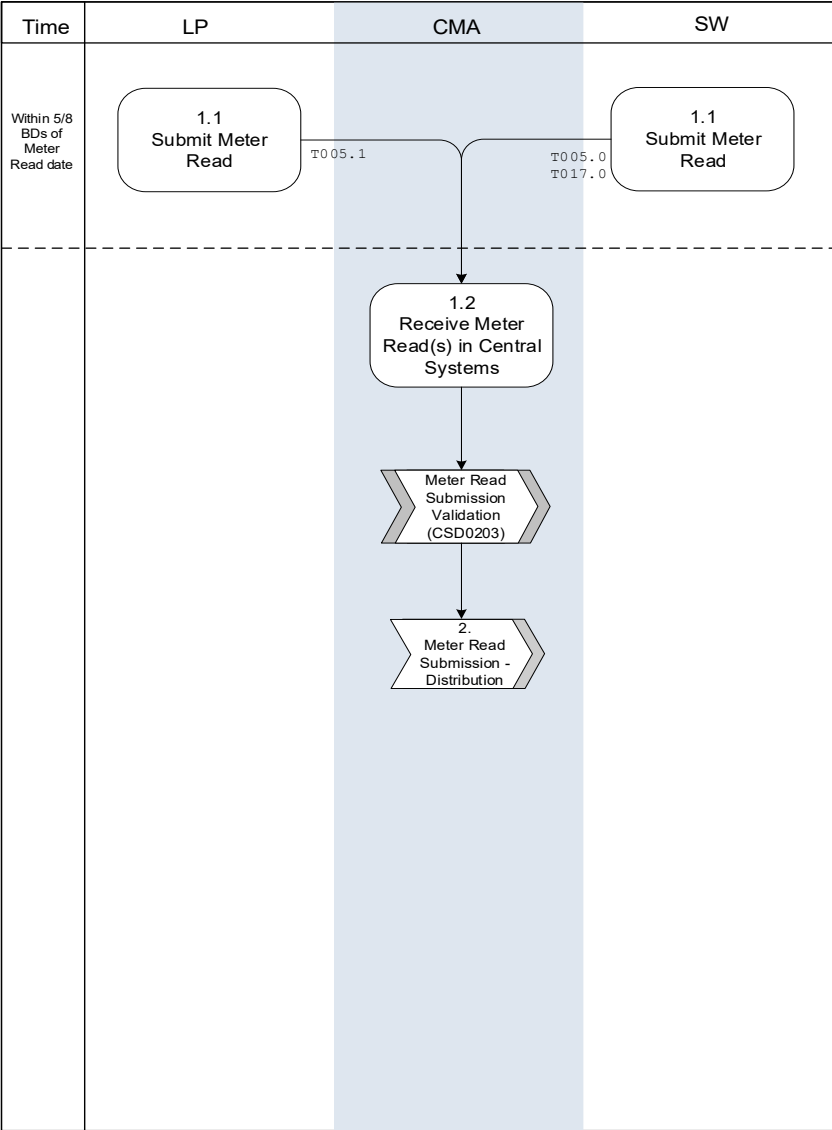 Time
LP
CMA
SW
Within 5/8
BDs of
Meter
Read date
1.1
Submit Meter
Read
T005.1
T005.0
T017.0
1.1
Submit Meter
Read
1.2
Receive Meter
Read(s) in Central
Systems
Meter Read
Submission
Validation
(CSD0203)
2.
Meter Read
Submission -
Distribution